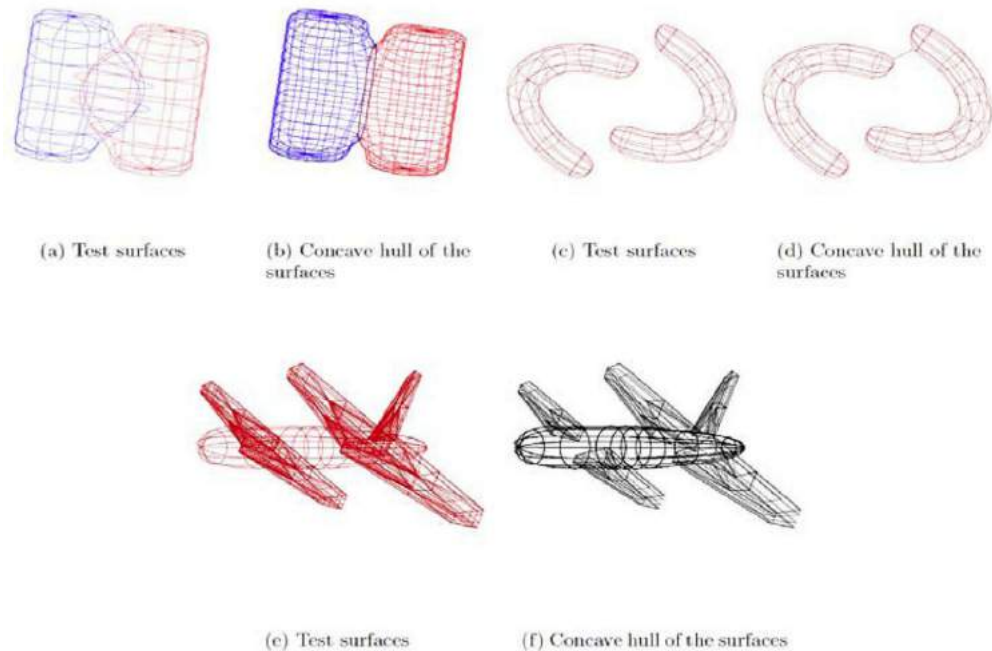 (a) Test surfaces
(b) Concave hull of the
surfaces
(c) Test surfaces
(d) Concave hull of the
surfaces
(e) Test surfaces
(f) Concave hull of the surfaces